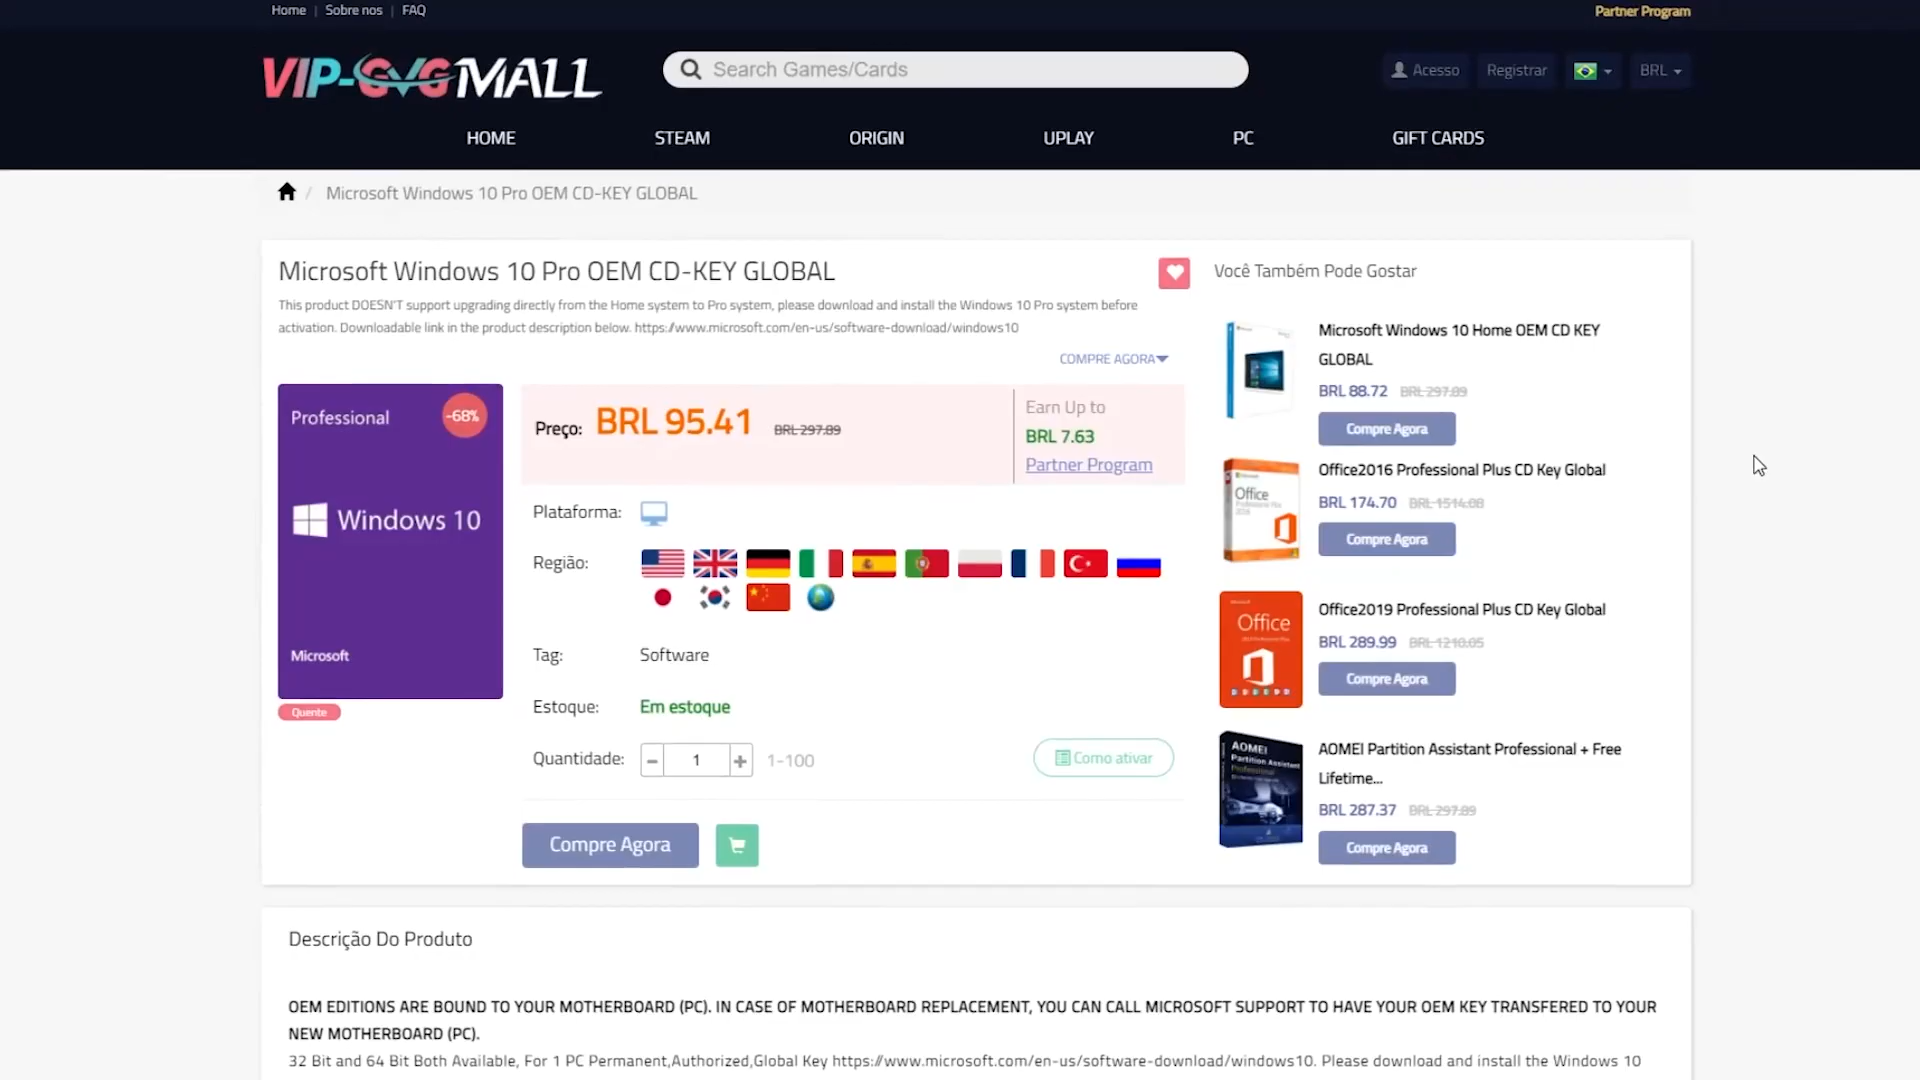 Home | Sobre nos | FAQ
Partner Program
VIP-GVGMALL
Search Games/Cards
Acesso
Registrar
BRL
HOME
STEAM
ORIGIN
UPLAY
PC
GIFT CARDS
/ Microsoft Windows 10 Pro OEM CD-KEY GLOBAL
Microsoft Windows 10 Pro OEM CD-KEY GLOBAL
This product DOESN'T support upgrading directly from the Home system to Pro system, please download and install the Windows 10 Pro system before
activation. Downloadable link in the product description below. https://www.microsoft.com/en-us/software-download/windows10
COMPRE AGORA
Professional
-68%
Windows 10
Microsoft
Quente
Preço: BRL 95.41 BRL 297.89
Earn Up to
BRL 7.63
Partner Program
Plataforma:
Região:
Tag: Software
Estoque: Em estoque
Quantidade: - 1 + 1-100
Como ativar
Compre Agora
Você Também Pode Gostar
Microsoft Windows 10 Home OEM CD KEY
GLOBAL
BRL 88.72 BRL 297.89
Compre Agora
Office
Office2016 Professional Plus CD Key Global
BRL 174.70 BRL 1514.08
Compre Agora
Office
Office2019 Professional Plus CD Key Global
BRL 289.99 BRL 1210.05
Compre Agora
AOMEI
Partition Assistant
Professional
AOMEI Partition Assistant Professional + Free
Lifetime...
BRL 287.37 BRL 297.89
Compre Agora
Descrição Do Produto
OEM EDITIONS ARE BOUND TO YOUR MOTHERBOARD (PC). IN CASE OF MOTHERBOARD REPLACEMENT, YOU CAN CALL MICROSOFT SUPPORT TO HAVE YOUR OEM KEY TRANSFERED TO YOUR
NEW MOTHERBOARD (PC).
32 Bit and 64 Bit Both Available, For 1 PC Permanent,Authorized,Global Key https://www.microsoft.com/en-us/software-download/windows10. Please download and install the Windows 10